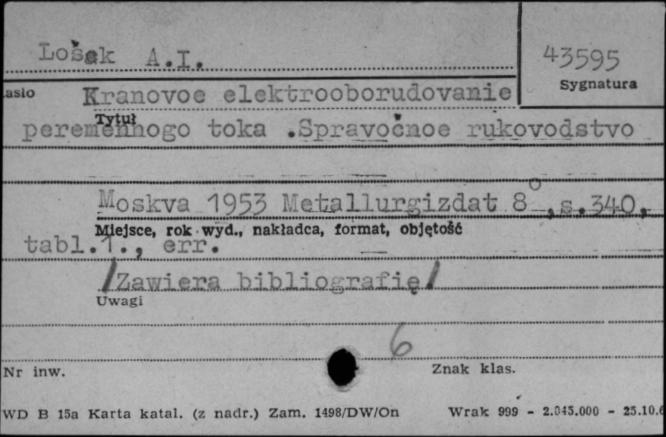 Lošak A.I.
43595
Sygnatura
asło Kranovoe elektrooborudovanie
Tytuł
peremennogo toka .Spravočnoe rukovodstvo
Moskva 1953 Metallurgizdat 8° ,s.340,
Miejsce, rok wyd., nakładca, format, objętość
tabl.1., err.
/Zawiera bibliografię/
Uwagi
6
Nr inw.
Znak klas.
WD B 15a Karta katal. (z nadr.) Zam. 1498/DW/On Wrak 999 - 2.045.000 - 25.10.6